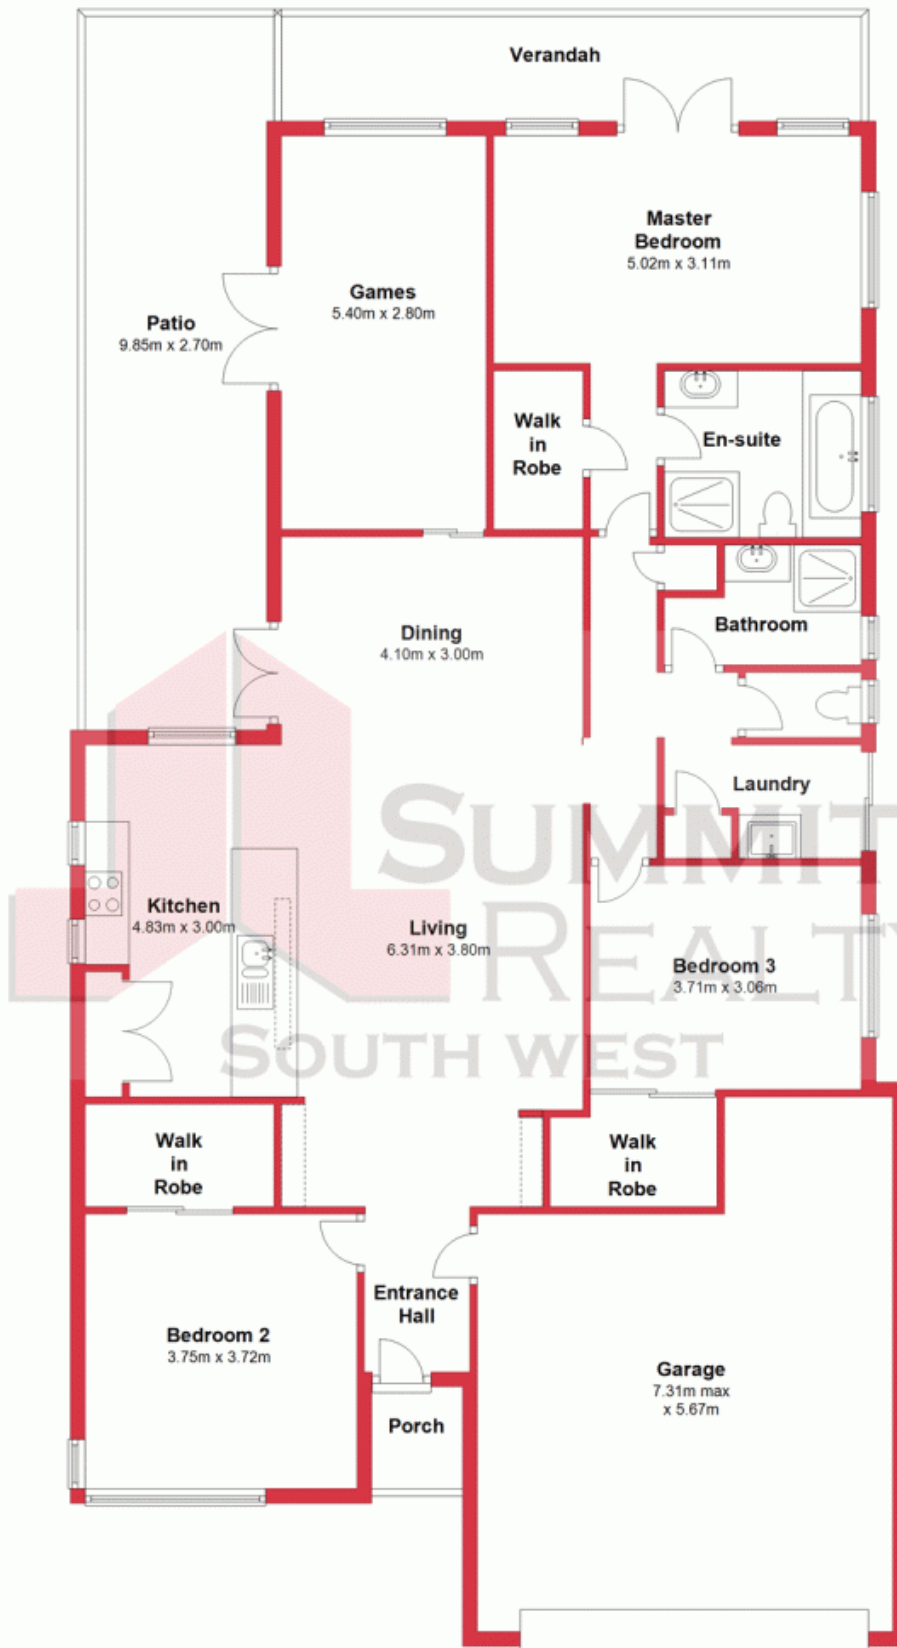 Verandah
Master
Bedroom
5.02m x 3.11m
Games
5.40m x 2.80m
Patio
9.85m x 2.70m
Walk
in
Robe
En-suite
Dining
4.10m x 3.00m
Bathroom
Laundry
SUMMIT
REALTY
SOUTH WEST
Kitchen
4.83m x 3.00m
Living
6.31m x 3.80m
Bedroom 3
3.71m x 3.06m
Walk
in
Robe
Walk
in
Robe
Entrance
Hall
Bedroom 2
3.75m x 3.72m
Garage
7.31m max
x 5.67m
Porch